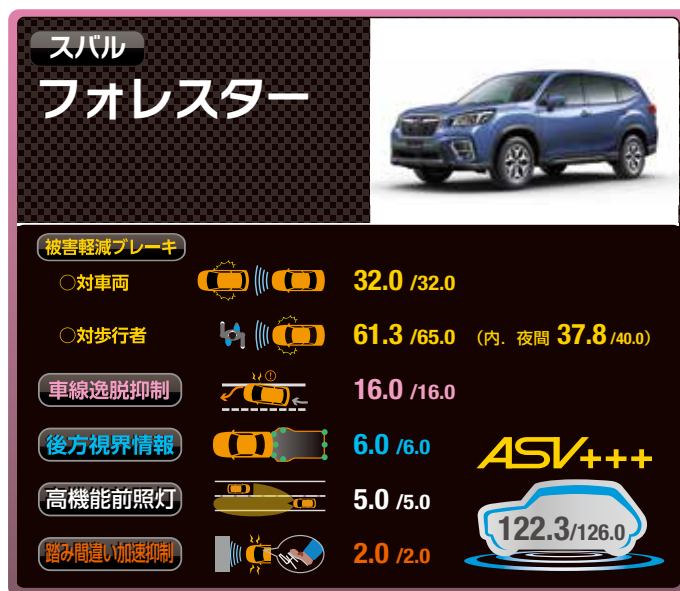 スバル
フォレスター
被害軽減ブレーキ
○対車両 32.0 /32.0
○対歩行者 61.3 /65.0 (内．夜間 37.8 /40.0)
車線逸脱抑制 16.0 /16.0
後方視界情報 6.0 /6.0
高機能前照灯 5.0 /5.0
踏み間違い加速抑制 2.0 /2.0
ASV+++
122.3/126.0